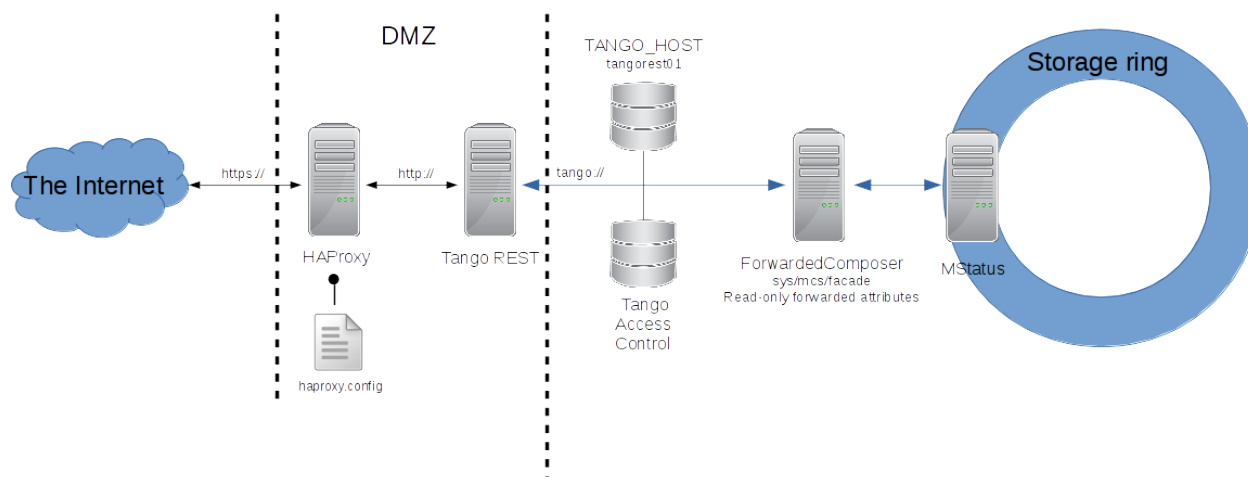 DMZ
TANGO_HOST
tangorest01
Storage ring
The Internet
https://
http://
tango://
HAProxy
Tango REST
ForwardedComposer
sys/mcs/facade
Read-only forwarded attributes
MStatus
Tango
Access
Control
haproxy.config